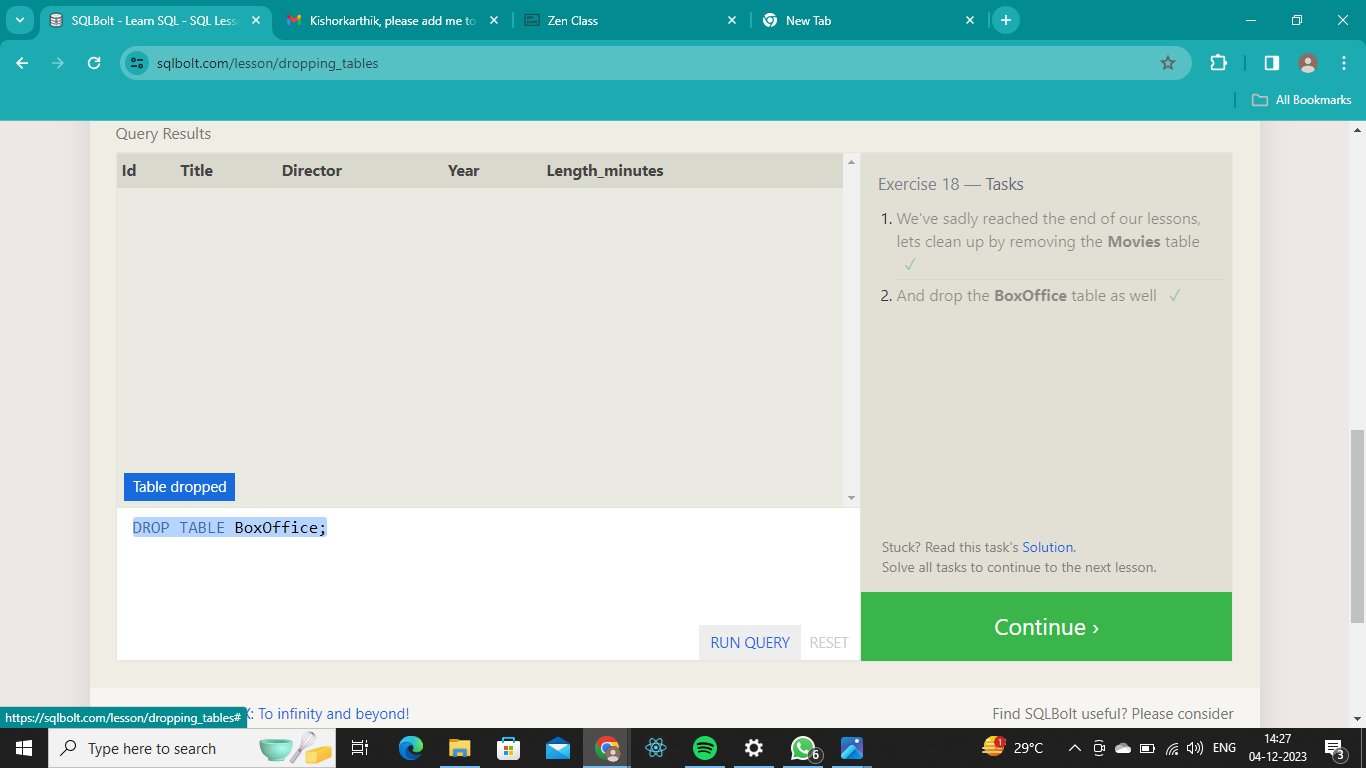 SQLBolt - Learn SQL - SQL Less
Kishorkarthik, please add me to
Zen Class
New Tab
sqlbolt.com/lesson/dropping_tables
All Bookmarks
Query Results
Id Title Director Year Length_minutes
Exercise 18 — Tasks
1. We've sadly reached the end of our lessons,
lets clean up by removing the Movies table
✓
2. And drop the BoxOffice table as well ✓
Table dropped
DROP TABLE BoxOffice;
Stuck? Read this task's Solution.
Solve all tasks to continue to the next lesson.
RUN QUERY RESET
Continue ›
X: To infinity and beyond!
Find SQLBolt useful? Please consider
https://sqlbolt.com/lesson/dropping_tables#
Type here to search
6
1
29°C
ENG
14:27
04-12-2023
3